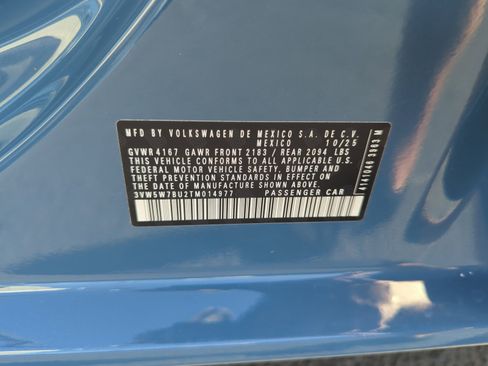 MFD BY VOLKSWAGEN DE MEXICO S.A. DE C.V.
MEXICO 10/25
GVWR 4167 GAWR FRONT 2183 / REAR 2094 LBS
THIS VEHICLE CONFORMS TO ALL APPLICABLE U.S.
FEDERAL MOTOR VEHICLE SAFETY, BUMPER AND
THEFT PREVENTION STANDARDS IN EFFECT ON
THE DATE OF MANUFACTURE SHOWN ABOVE.
3VW5W7BU2TM014977 PASSENGER CAR